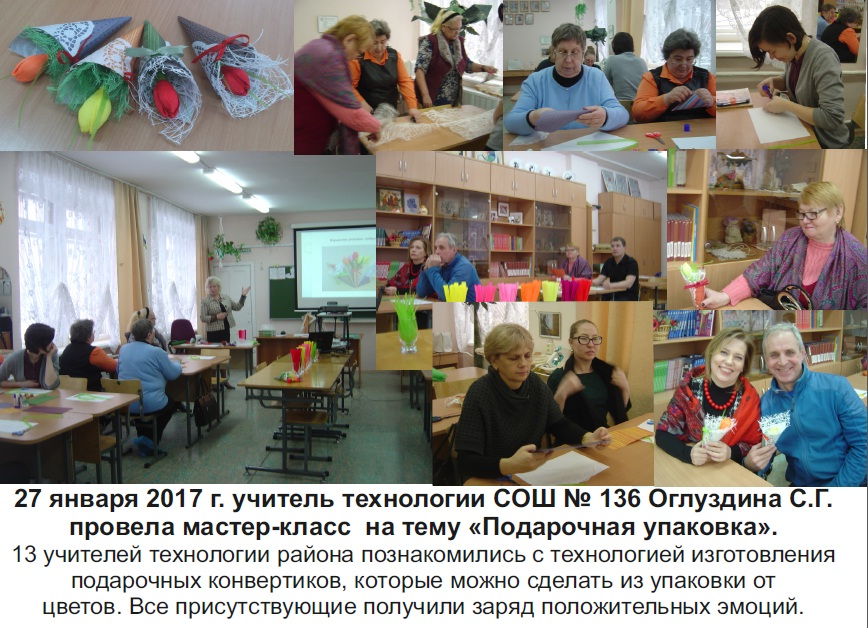 27 января 2017 г. учитель технологии СОШ № 136 Оглуздина С.Г.
провела мастер-класс на тему «Подарочная упаковка».
13 учителей технологии района познакомились с технологией изготовления
подарочных конвертиков, которые можно сделать из упаковки от
цветов. Все присутствующие получили заряд положительных эмоций.